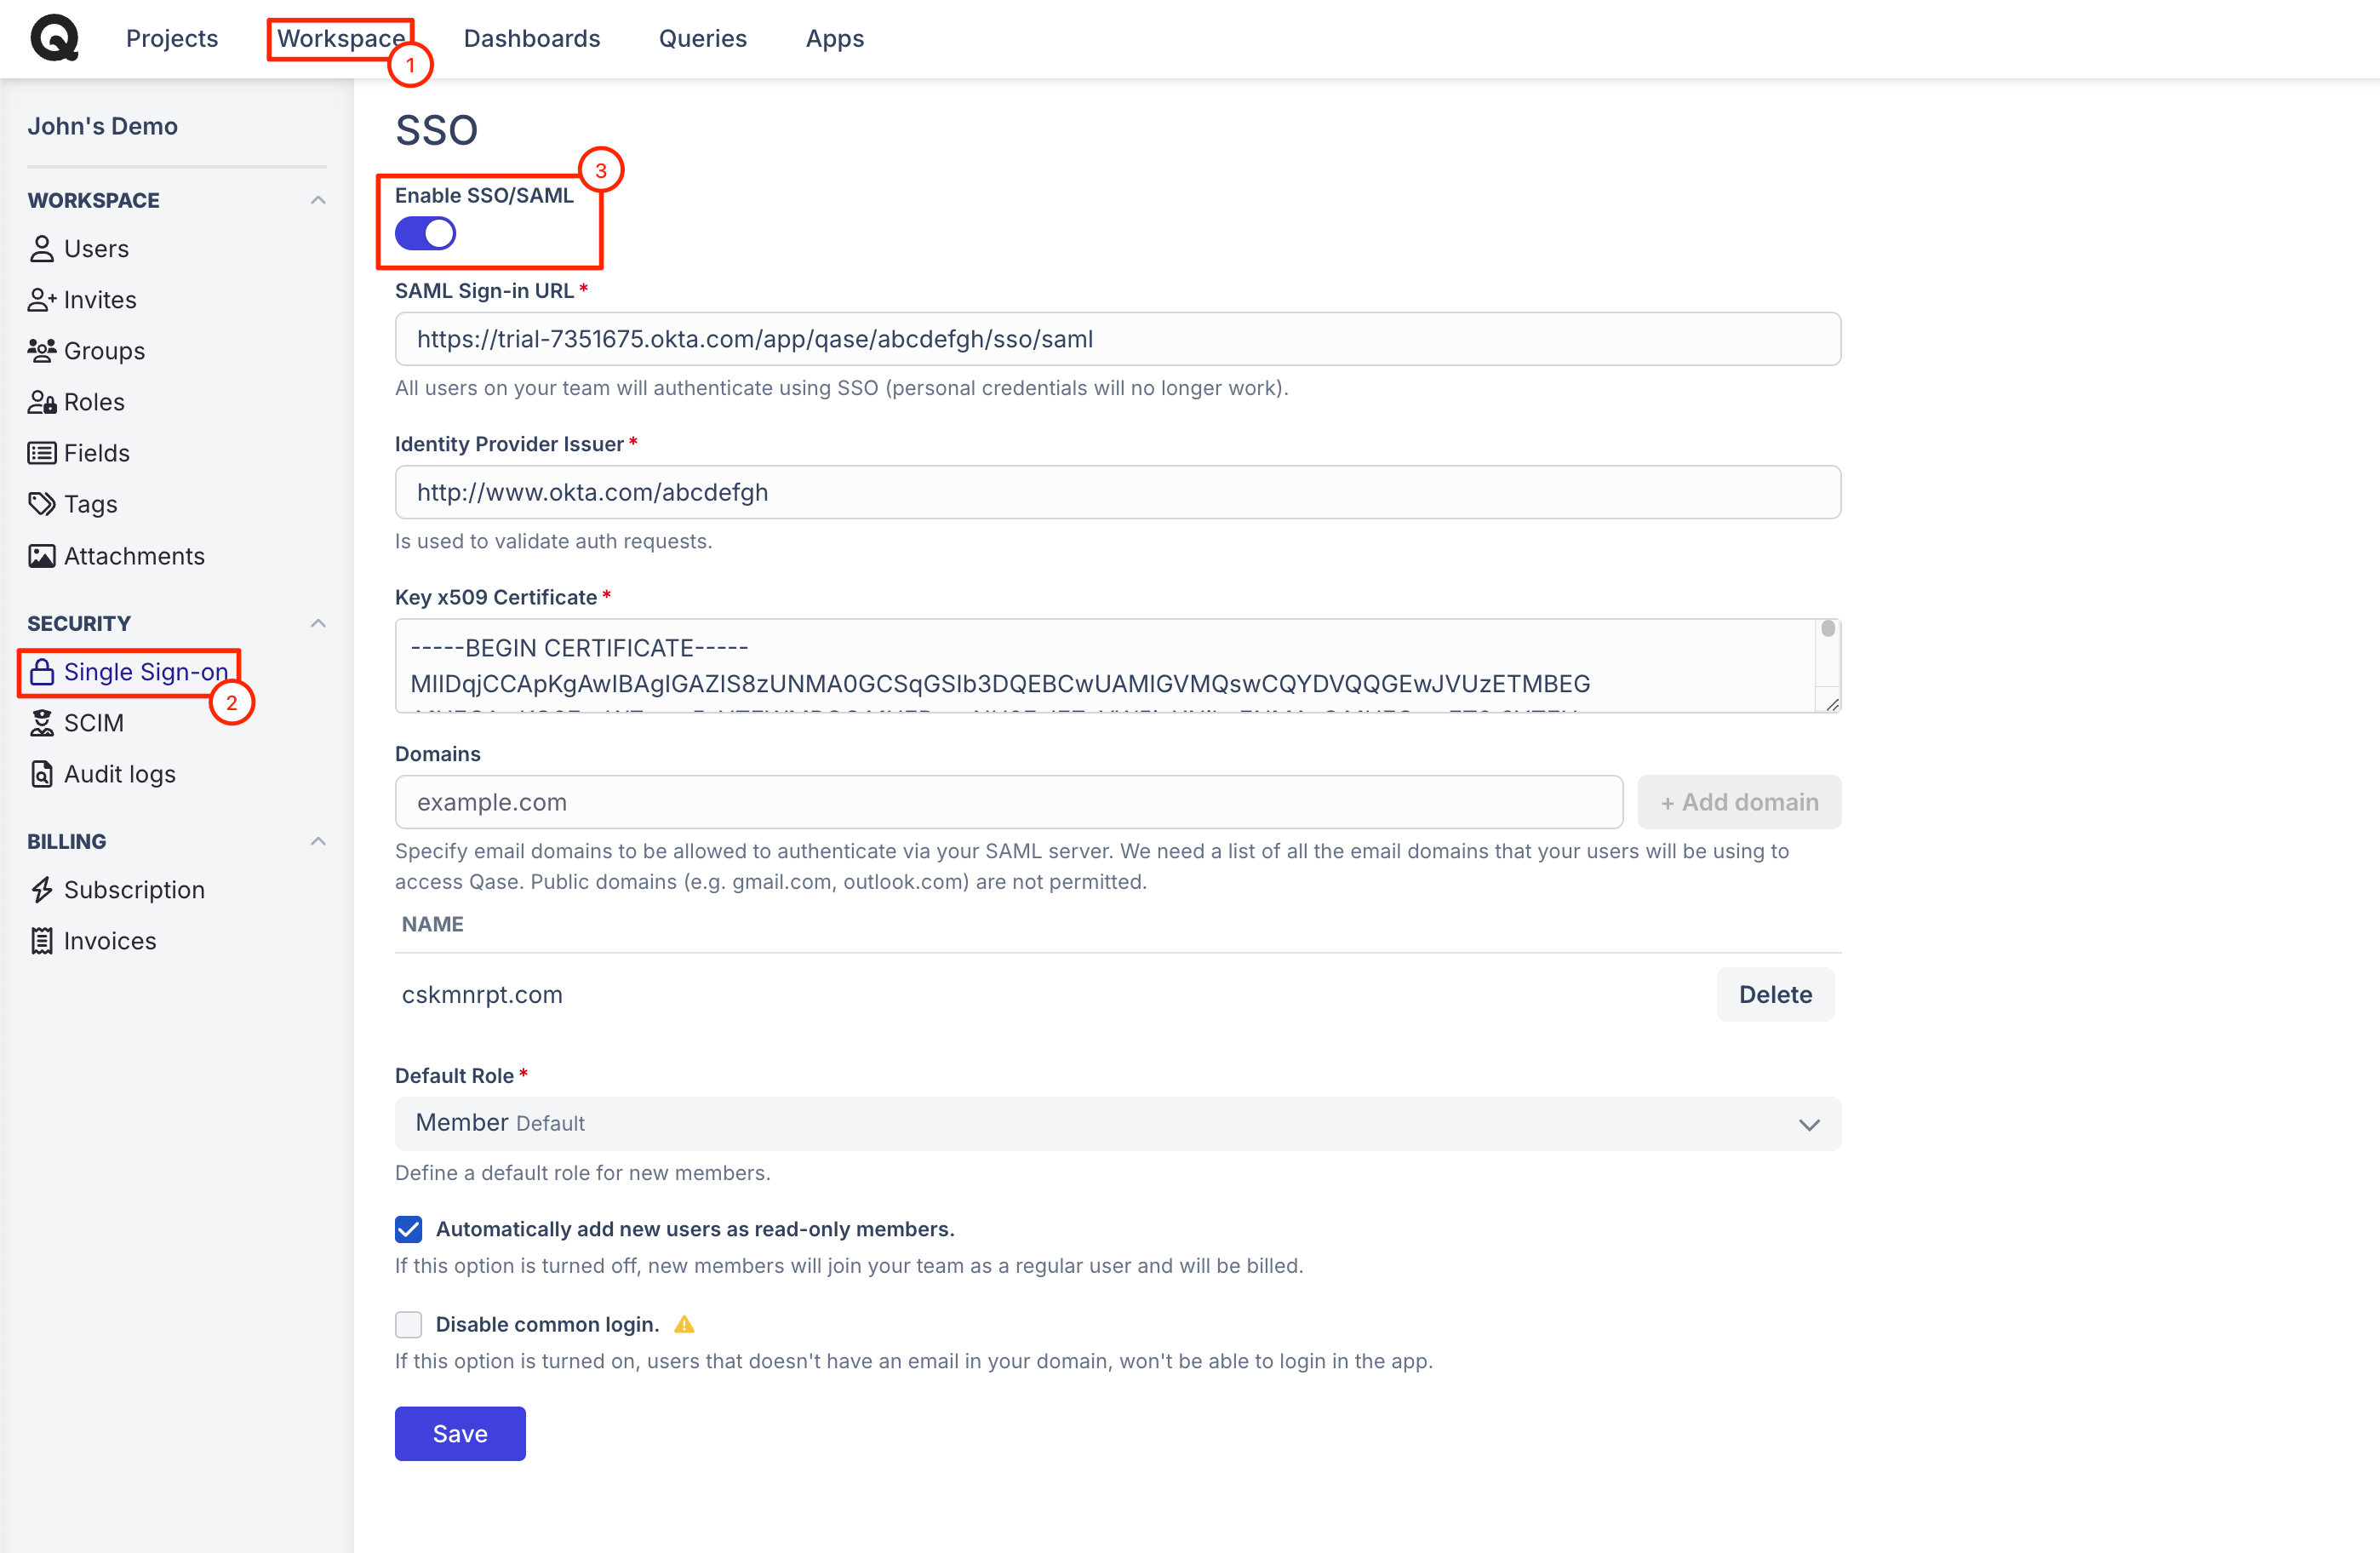 Projects
Workspace
1
Dashboards
Queries
Apps
John's Demo
WORKSPACE
Users
Invites
Groups
Roles
Fields
Tags
Attachments
SECURITY
Single Sign-on
2
SCIM
Audit logs
BILLING
Subscription
Invoices
SSO
3
Enable SSO/SAML
SAML Sign-in URL *
https://trial-7351675.okta.com/app/qase/abcdefgh/sso/saml
All users on your team will authenticate using SSO (personal credentials will no longer work).
Identity Provider Issuer *
http://www.okta.com/abcdefgh
Is used to validate auth requests.
Key x509 Certificate *
-----BEGIN CERTIFICATE-----
MIIDqjCCApKgAwIBAgIGAZIS8zUNMA0GCSqGSIb3DQEBCwUAMIGVMQswCQYDVQQGEwJVUzETMBEG
Domains
example.com
+ Add domain
Specify email domains to be allowed to authenticate via your SAML server. We need a list of all the email domains that your users will be using to
access Qase. Public domains (e.g. gmail.com, outlook.com) are not permitted.
NAME
cskmnrpt.com
Delete
Default Role *
Member Default
Define a default role for new members.
Automatically add new users as read-only members.
If this option is turned off, new members will join your team as a regular user and will be billed.
Disable common login.
If this option is turned on, users that doesn't have an email in your domain, won't be able to login in the app.
Save